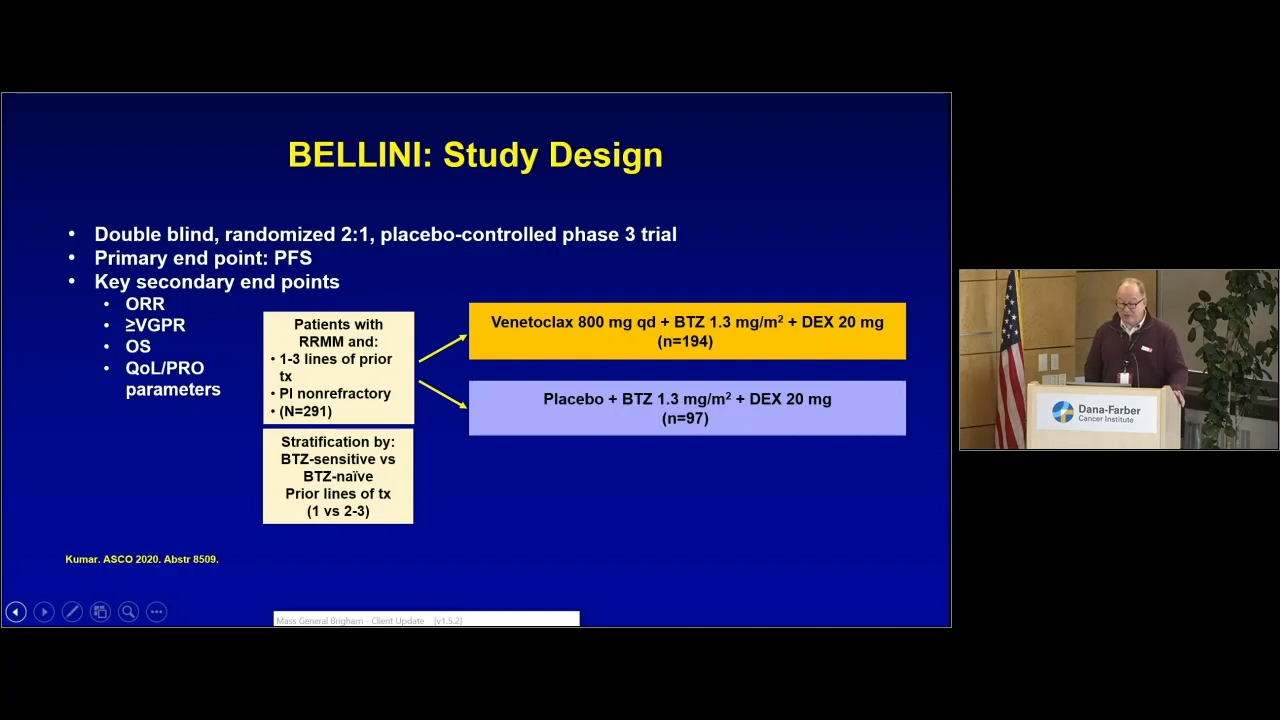 BELLINI: Study Design
• Double blind, randomized 2:1, placebo-controlled phase 3 trial
• Primary end point: PFS
• Key secondary end points
• ORR
• ≥VGPR
• OS
• QoL/PRO
parameters
Patients with
RRMM and:
• 1-3 lines of prior
tx
• PI nonrefractory
• (N=291)
Stratification by:
BTZ-sensitive vs
BTZ-naïve
Prior lines of tx
(1 vs 2-3)
Venetoclax 800 mg qd + BTZ 1.3 mg/m² + DEX 20 mg
(n=194)
Placebo + BTZ 1.3 mg/m² + DEX 20 mg
(n=97)
Kumar. ASCO 2020. Abstr 8509.
Mass General Brigham - Client Update [v1.5.2]
Dana-Farber
Cancer Institute